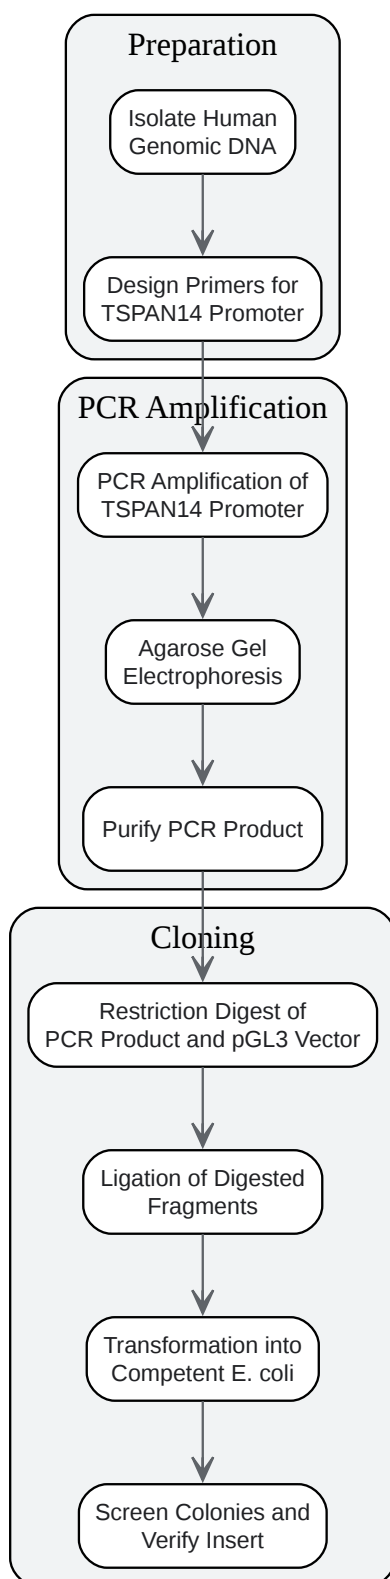 Preparation
Isolate Human
Genomic DNA
Design Primers for
TSPAN14 Promoter
PCR Amplification
PCR Amplification of
TSPAN14 Promoter
Agarose Gel
Electrophoresis
Purify PCR Product
Cloning
Restriction Digest of
PCR Product and pGL3 Vector
Ligation of Digested
Fragments
Transformation into
Competent E. coli
Screen Colonies and
Verify Insert